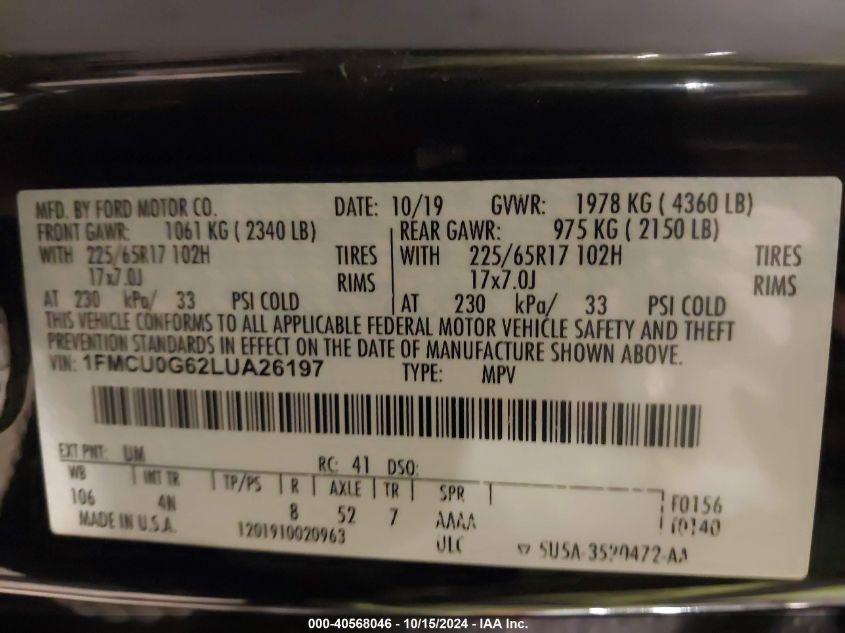 MFD. BY FORD MOTOR CO. DATE: 10/19 GVWR: 1978 KG ( 4360 LB)
FRONT GAWR: 1061 KG ( 2340 LB) REAR GAWR: 975 KG ( 2150 LB)
WITH 225/65R17 102H TIRES WITH 225/65R17 102H TIRES
17x7.0J RIMS 17x7.0J RIMS
AT 230 kPa/ 33 PSI COLD AT 230 kPa/ 33 PSI COLD
THIS VEHICLE CONFORMS TO ALL APPLICABLE FEDERAL MOTOR VEHICLE SAFETY AND THEFT
PREVENTION STANDARDS IN EFFECT ON THE DATE OF MANUFACTURE SHOWN ABOVE.
VIN: 1FMCU0G62LUA26197 TYPE: MPV
EXT PNT: UM RC: 41 DSO:
WB INT TR TP/PS R AXLE TR SPR
106 4N 8 52 7 AAAA F0156
MADE IN U.S.A. 1201910020963 ULC F0140
5U5A-3520472-AA
000-40568046 - 10/15/2024 - IAA Inc.